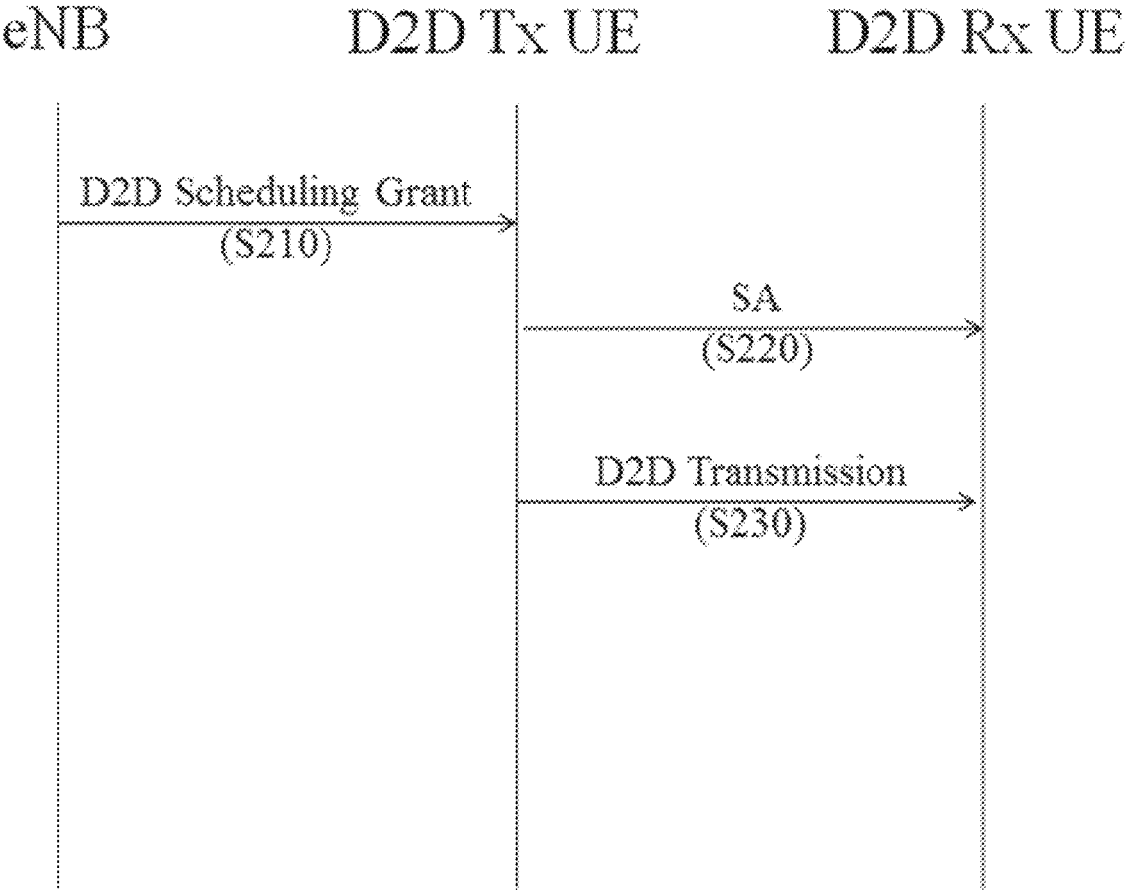 eNB
D2D Tx UE
D2D Rx UE
D2D Scheduling Grant
(S210)
SA
(S220)
D2D Transmission
(S230)